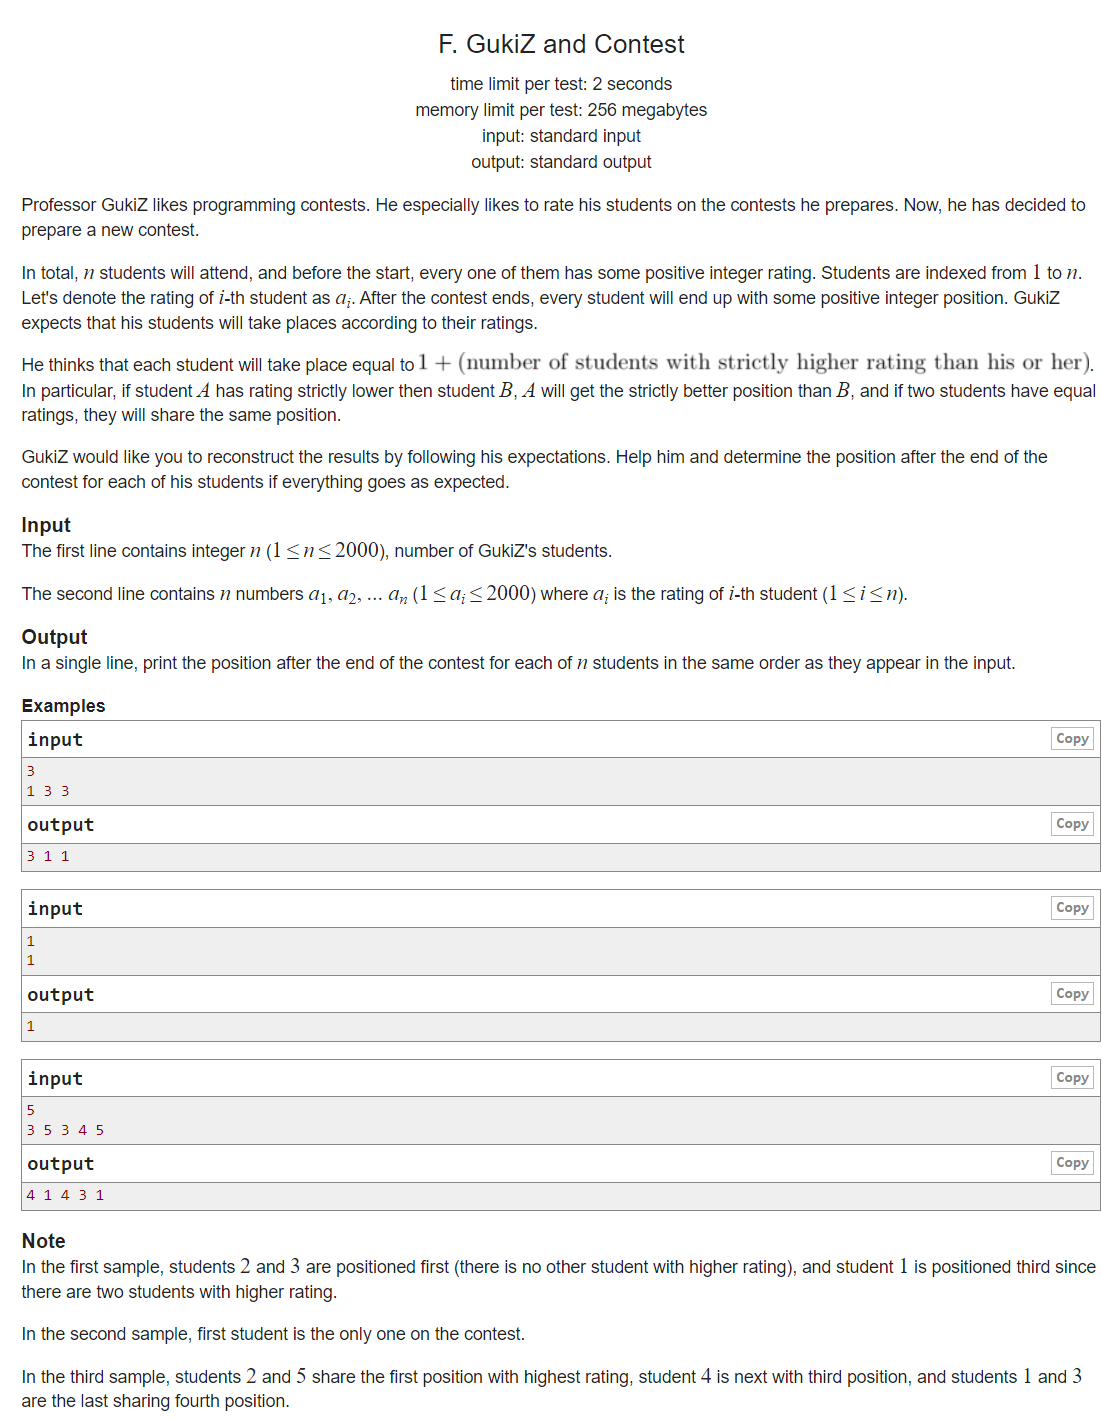 F. GukiZ and Contest
time limit per test: 2 seconds
memory limit per test: 256 megabytes
input: standard input
output: standard output
Professor GukiZ likes programming contests. He especially likes to rate his students on the contests he prepares. Now, he has decided to
prepare a new contest.
In total, n students will attend, and before the start, every one of them has some positive integer rating. Students are indexed from 1 to n.
Let's denote the rating of i-th student as a_i. After the contest ends, every student will end up with some positive integer position. GukiZ
expects that his students will take places according to their ratings.
He thinks that each student will take place equal to 1 + (number of students with strictly higher rating than his or her).
In particular, if student A has rating strictly lower then student B, A will get the strictly better position than B, and if two students have equal
ratings, they will share the same position.
GukiZ would like you to reconstruct the results by following his expectations. Help him and determine the position after the end of the
contest for each of his students if everything goes as expected.
Input
The first line contains integer n (1 ≤ n ≤ 2000), number of GukiZ's students.
The second line contains n numbers a_1, a_2, ... a_n (1 ≤ a_i ≤ 2000) where a_i is the rating of i-th student (1 ≤ i ≤ n).
Output
In a single line, print the position after the end of the contest for each of n students in the same order as they appear in the input.
Examples
input Copy
3
1 3 3
output Copy
3 1 1
input Copy
1
1
output Copy
1
input Copy
5
3 5 3 4 5
output Copy
4 1 4 3 1
Note
In the first sample, students 2 and 3 are positioned first (there is no other student with higher rating), and student 1 is positioned third since
there are two students with higher rating.
In the second sample, first student is the only one on the contest.
In the third sample, students 2 and 5 share the first position with highest rating, student 4 is next with third position, and students 1 and 3
are the last sharing fourth position.